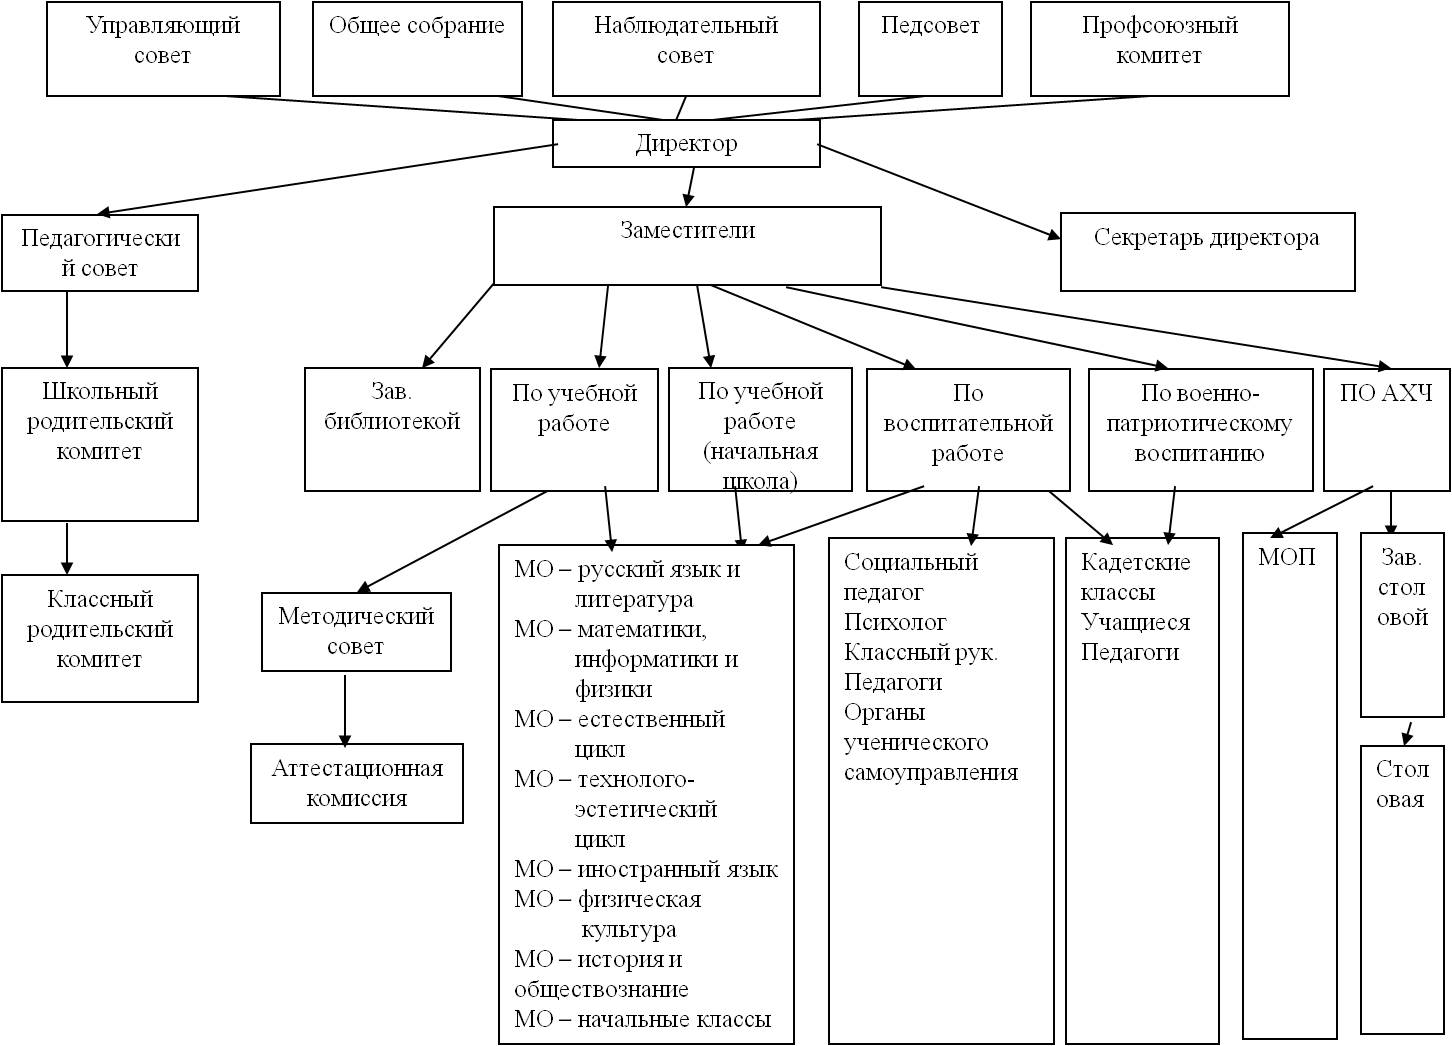 Управляющий
совет
Общее собрание
Наблюдательный
совет
Педсовет
Профсоюзный
комитет
Директор
Педагогически
й совет
Заместители
Секретарь директора
Школьный
родительский
комитет
Зав.
библиотекой
По учебной
работе
По учебной
работе
(начальная
школа)
По
воспитательной
работе
По военно-
патриотическому
воспитанию
ПО АХЧ
Классный
родительский
комитет
Методический
совет
Аттестационная
комиссия
МО – русский язык и
литература
МО – математики,
информатики и
физики
МО – естественный
цикл
МО – технолого-
эстетический
цикл
МО – иностранный язык
МО – физическая
культура
МО – история и
обществознание
МО – начальные классы
Социальный
педагог
Психолог
Классный рук.
Педагоги
Органы
ученического
самоуправления
Кадетские
классы
Учащиеся
Педагоги
МОП
Зав.
стол
овой
Стол
овая